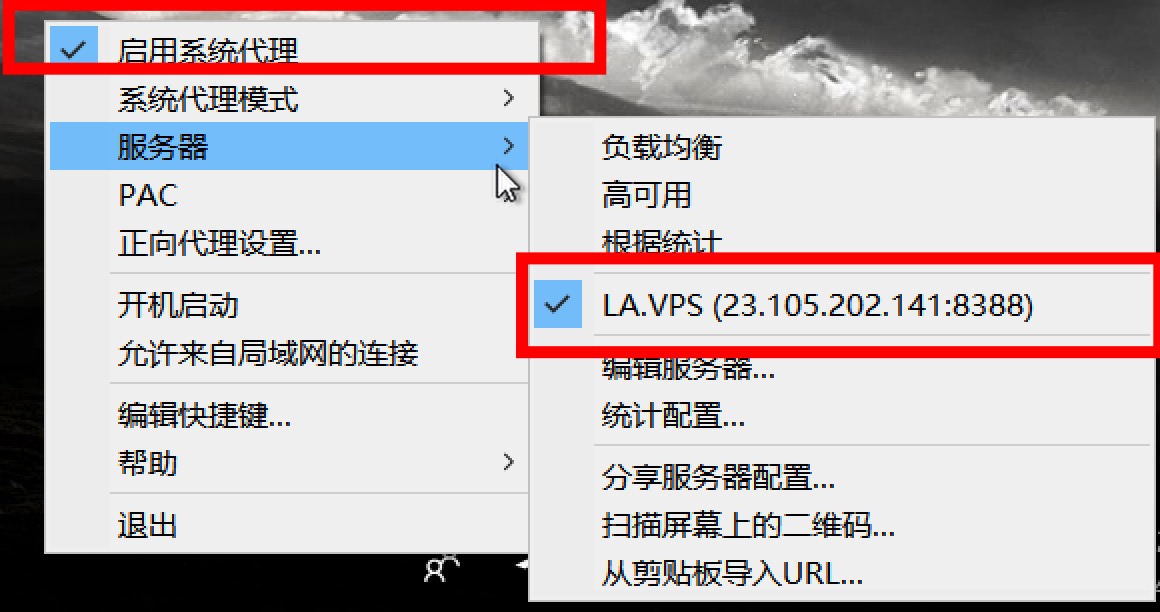 启用系统代理
系统代理模式
服务器
PAC
正向代理设置...
开机启动
允许来自局域网的连接
编辑快捷键...
帮助
退出
负载均衡
高可用
根据统计
LA.VPS (23.105.202.141:8388)
编辑服务器...
统计配置...
分享服务器配置...
扫描屏幕上的二维码...
从剪贴板导入URL...